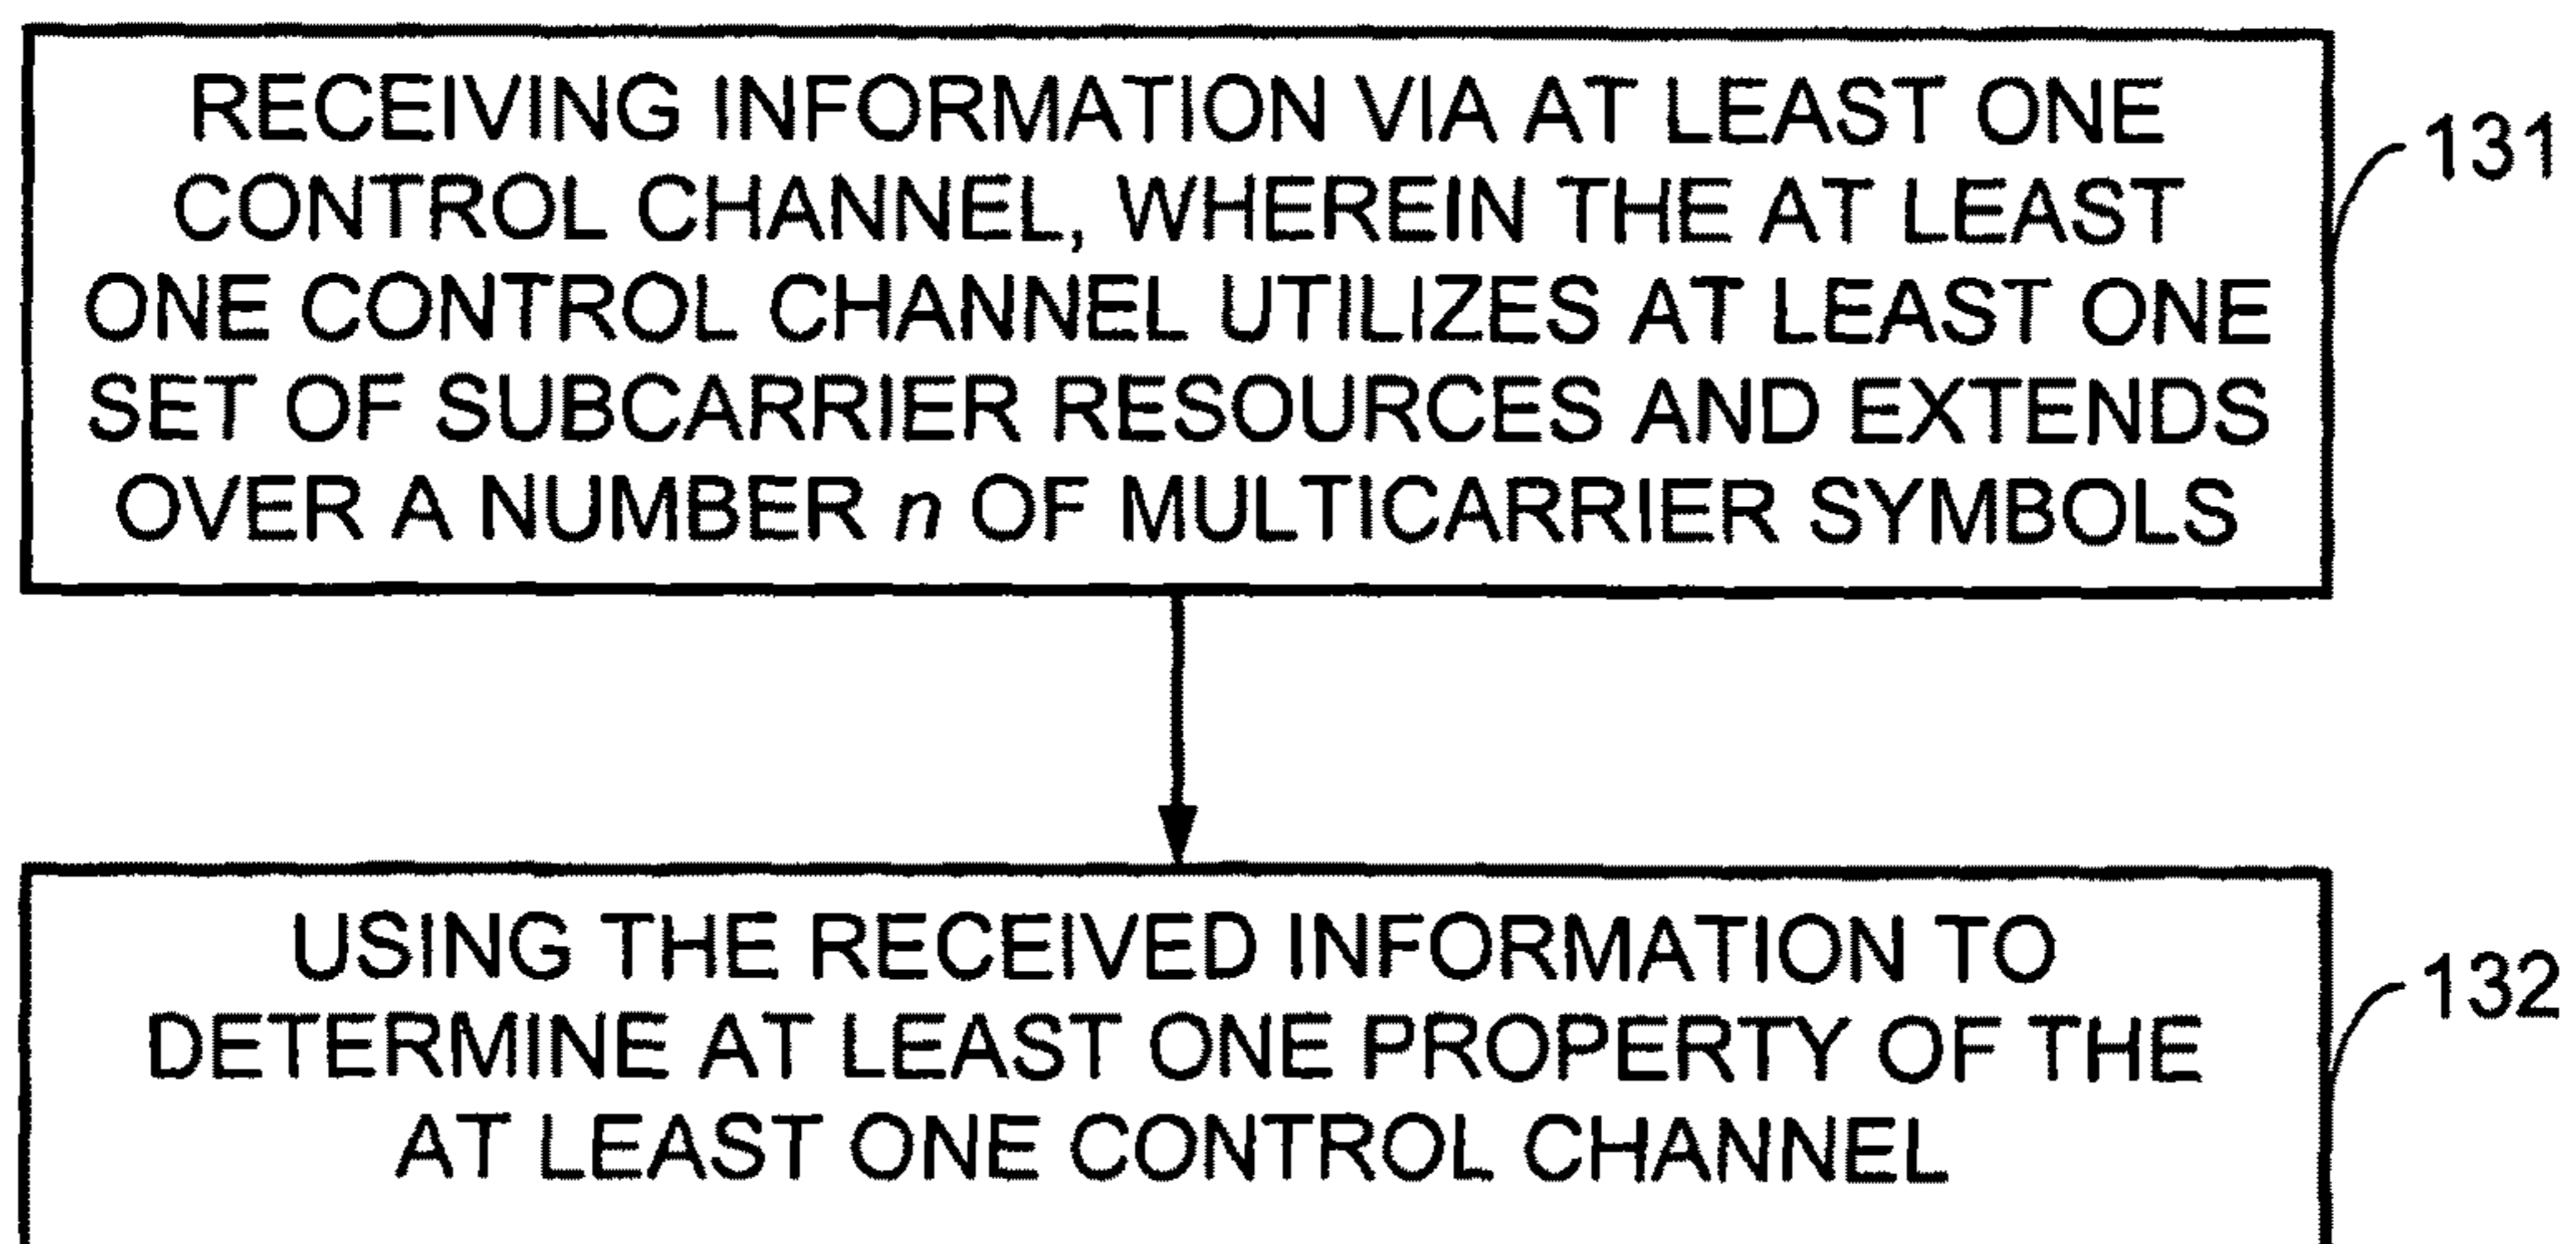 RECEIVING INFORMATION VIA AT LEAST ONE
CONTROL CHANNEL, WHEREIN THE AT LEAST
ONE CONTROL CHANNEL UTILIZES AT LEAST ONE
SET OF SUBCARRIER RESOURCES AND EXTENDS
OVER A NUMBER n OF MULTICARRIER SYMBOLS
131
USING THE RECEIVED INFORMATION TO
DETERMINE AT LEAST ONE PROPERTY OF THE
AT LEAST ONE CONTROL CHANNEL
132